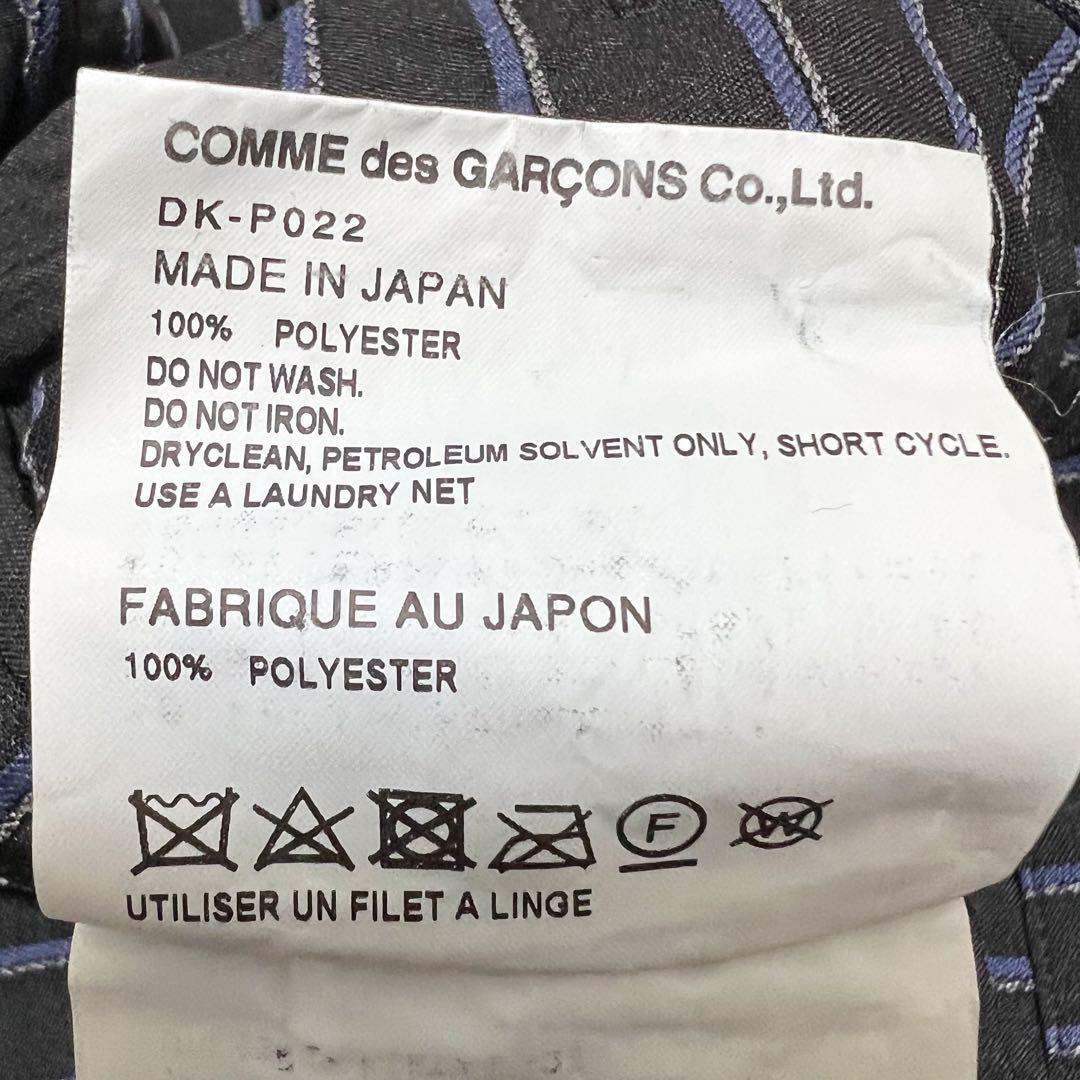 COMME des GARÇONS Co.,Ltd.
DK-P022
MADE IN JAPAN
100% POLYESTER
DO NOT WASH.
DO NOT IRON.
DRYCLEAN, PETROLEUM SOLVENT ONLY, SHORT CYCLE.
USE A LAUNDRY NET
FABRIQUE AU JAPON
100% POLYESTER
F W
UTILISER UN FILET A LINGE